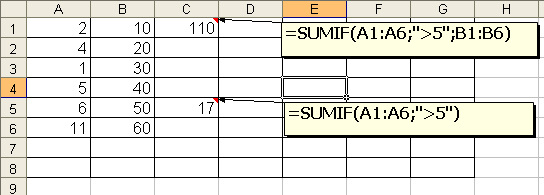 A B C D E F G H
1 2 10 110 =SUMIF(A1:A6;">5";B1:B6)
2 4 20
3 1 30
4 5 40
5 6 50 17 =SUMIF(A1:A6;">5")
6 11 60
7
8